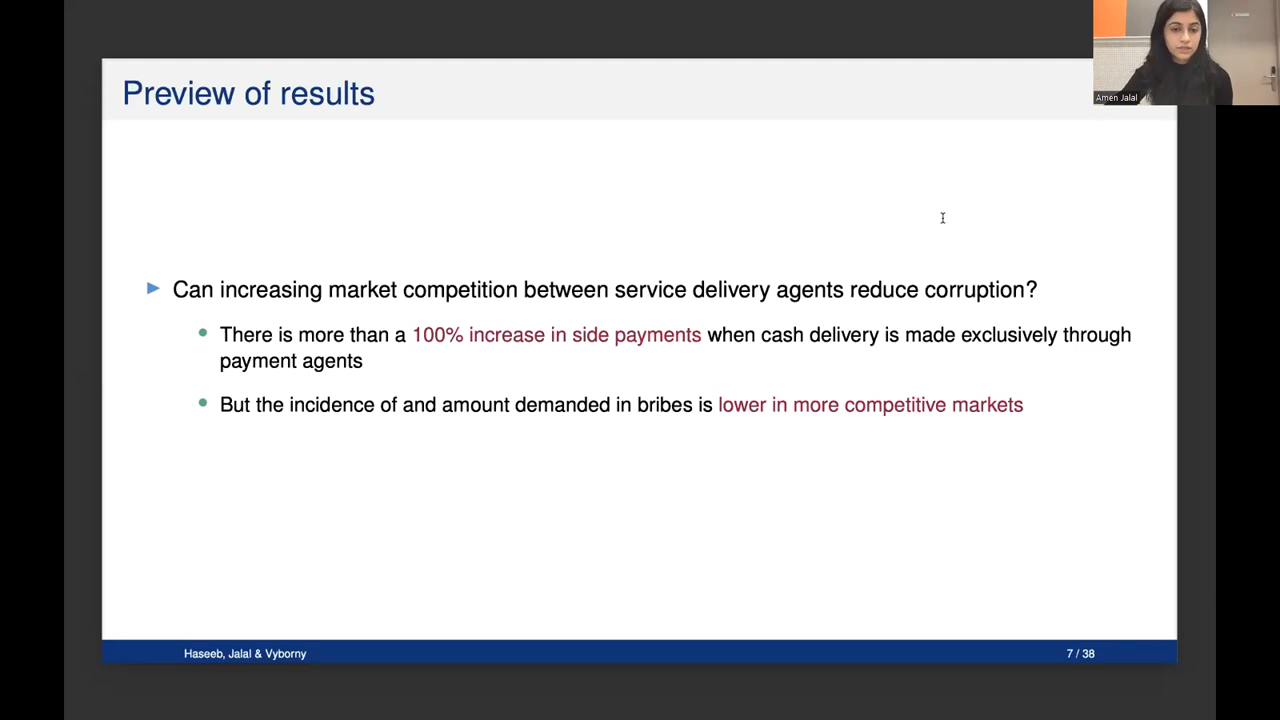 Preview of results
Amen Jalal
Can increasing market competition between service delivery agents reduce corruption?
There is more than a 100% increase in side payments when cash delivery is made exclusively through
payment agents
But the incidence of and amount demanded in bribes is lower in more competitive markets
Haseeb, Jalal & Vyborny
7 / 38